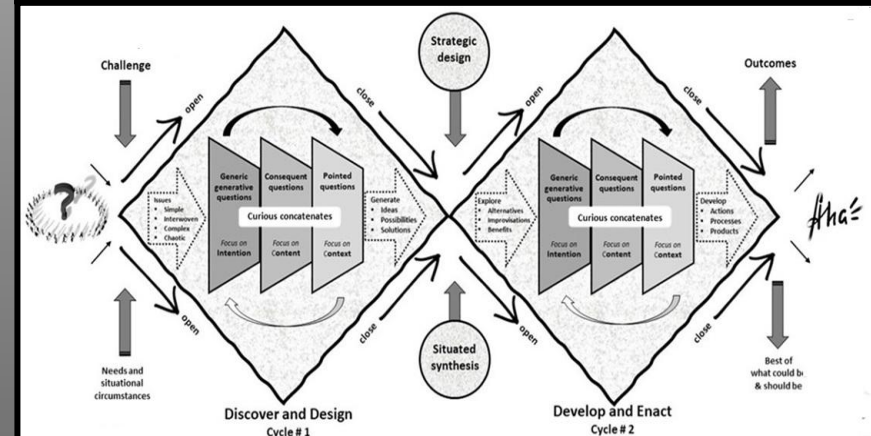 Challenge
Strategic
design
Outcomes
open
close
open
close
?
Issues
Simple
Interwoven
Complex
Chaotic
Generic
generative
questions
Consequent
questions
Pointed
questions
Curious concatenates
Focus on
Intention
Focus on
Content
Focus on
Context
Generate
Ideas
Possibilities
Solutions
Explore
Alternatives
Improvisations
Benefits
Generic
generative
questions
Consequent
questions
Pointed
questions
Curious concatenates
Focus on
Intention
Focus on
Content
Focus on
Context
Develop
Actions
Processes
Products
Aha
open
close
open
close
Needs and
situational
circumstances
Situated
synthesis
Best of
what could be
& should be
Discover and Design
Cycle # 1
Develop and Enact
Cycle # 2